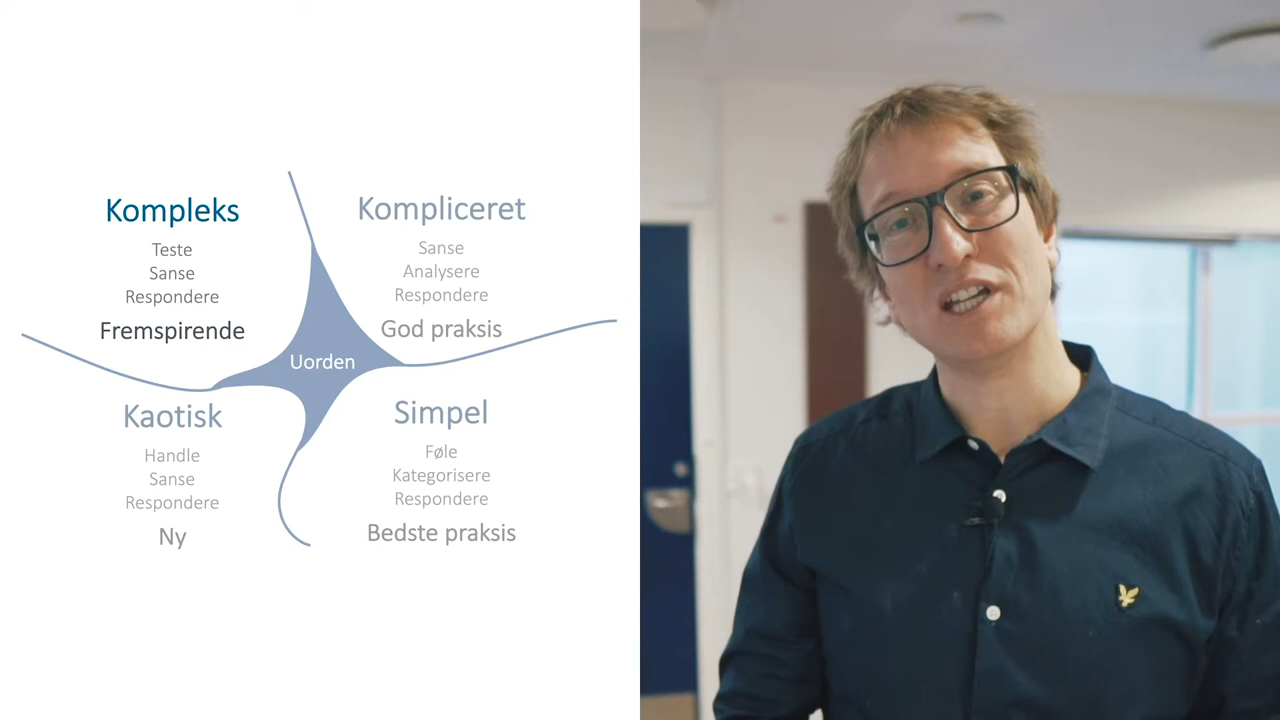 Kompleks
Teste
Sanse
Respondere
Fremspirende
Kompliceret
Sanse
Analysere
Respondere
God praksis
Uorden
Kaotisk
Handle
Sanse
Respondere
Ny
Simpel
Føle
Kategorisere
Respondere
Bedste praksis